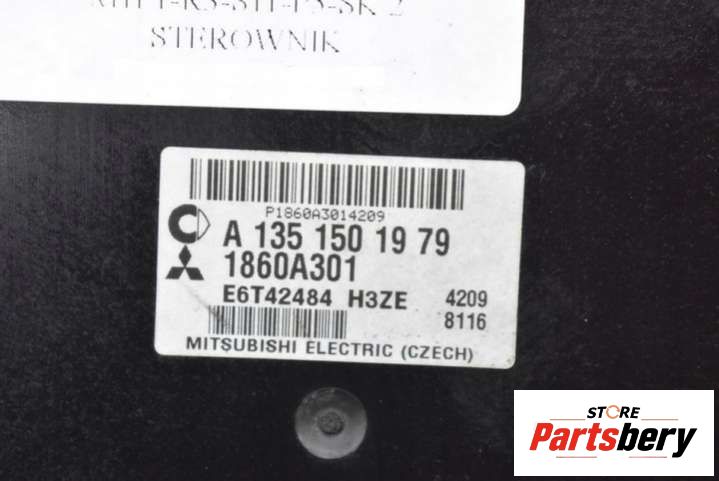 STEROWNIK
P1860A3014209
A 135 150 19 79
1860A301
E6T42484 H3ZE 4209
8116
MITSUBISHI ELECTRIC (CZECH)
STORE
Partsbery